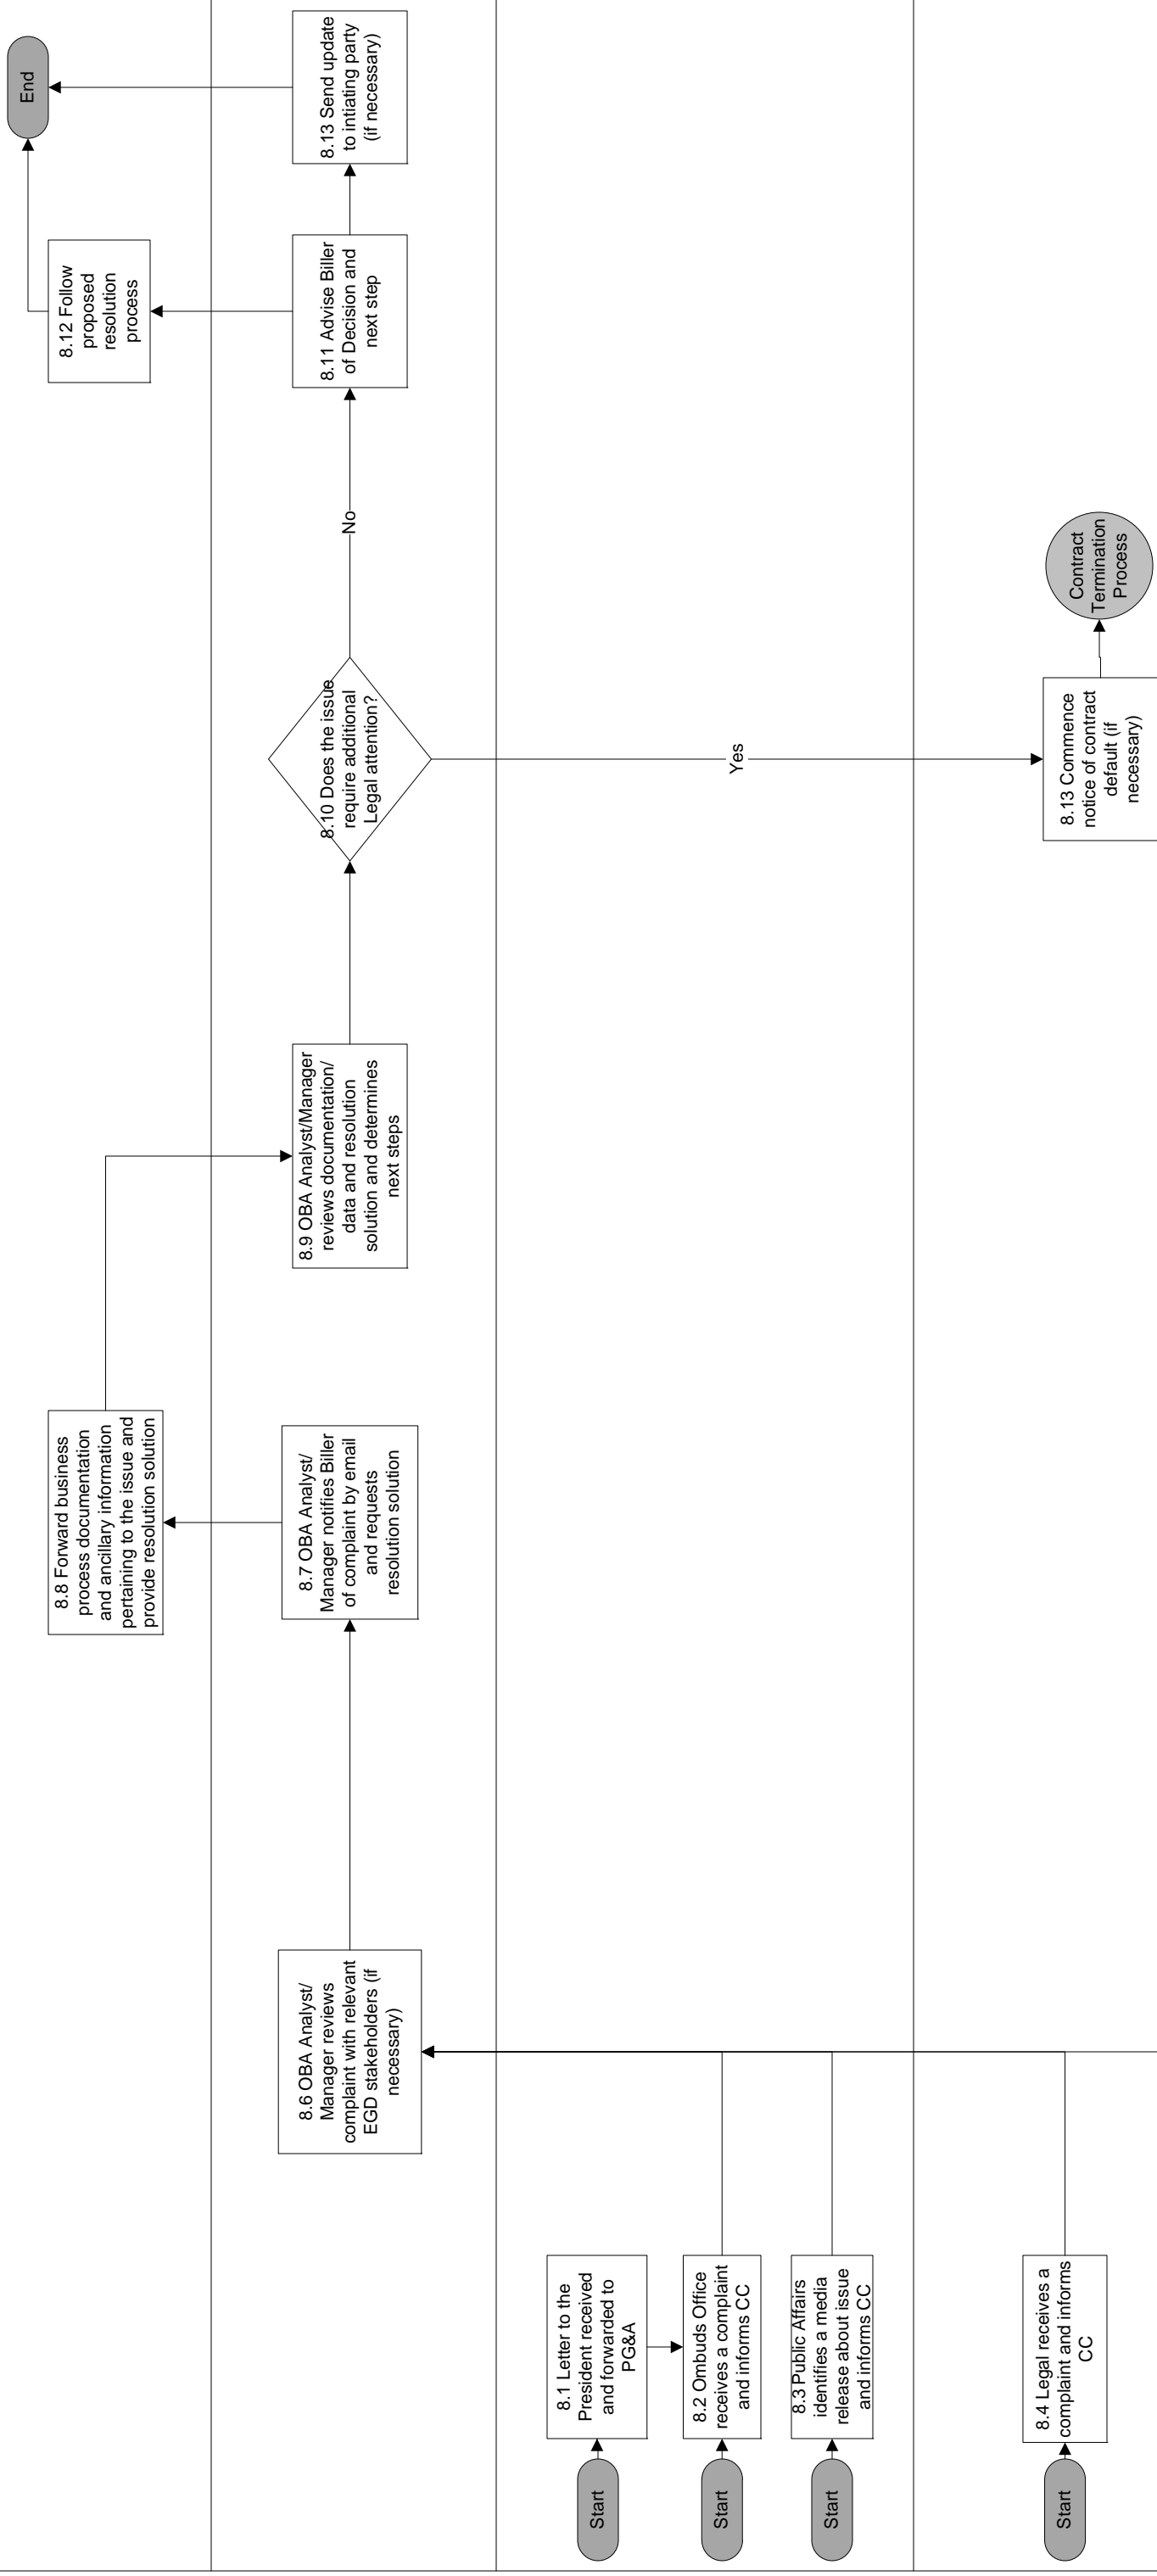 Start
8.1 Letter to the
President received
and forwarded to
PG&A
Start
8.2 Ombuds Office
receives a complaint
and informs CC
Start
8.3 Public Affairs
identifies a media
release about issue
and informs CC
Start
8.4 Legal receives a
complaint and informs
CC
8.6 OBA Analyst/
Manager reviews
complaint with relevant
EGD stakeholders (if
necessary)
8.7 OBA Analyst/
Manager notifies Biller
of complaint by email
and requests
resolution solution
8.8 Forward business
process documentation
and ancillary information
pertaining to the issue and
provide resolution solution
8.9 OBA Analyst/Manager
reviews documentation/
data and resolution
solution and determines
next steps
8.10 Does the issue
require additional
Legal attention?
Yes
8.13 Commence
notice of contract
default (if
necessary)
Contract
Termination
Process
No
8.11 Advise Biller
of Decision and
next step
8.12 Follow
proposed
resolution
process
8.13 Send update
to intiating party
(if necessary)
End